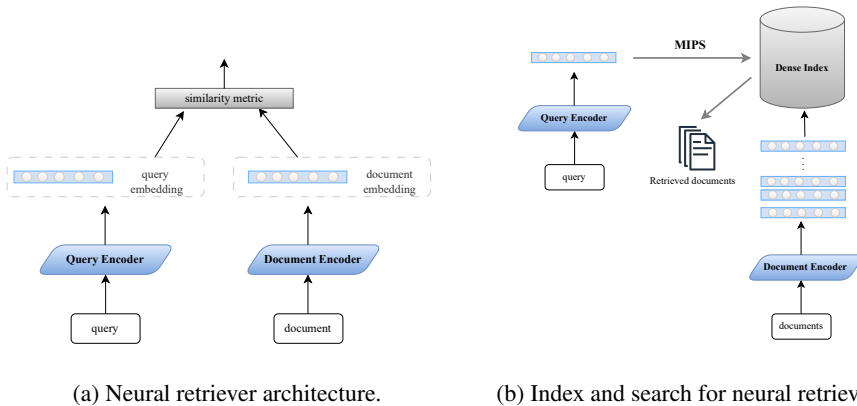 similarity metric
query
embedding
document
embedding
Query Encoder
Document Encoder
query
document
(a) Neural retriever architecture.
MIPS
Dense Index
Query Encoder
query
Retrieved documents
Document Encoder
documents
(b) Index and search for neural retriev